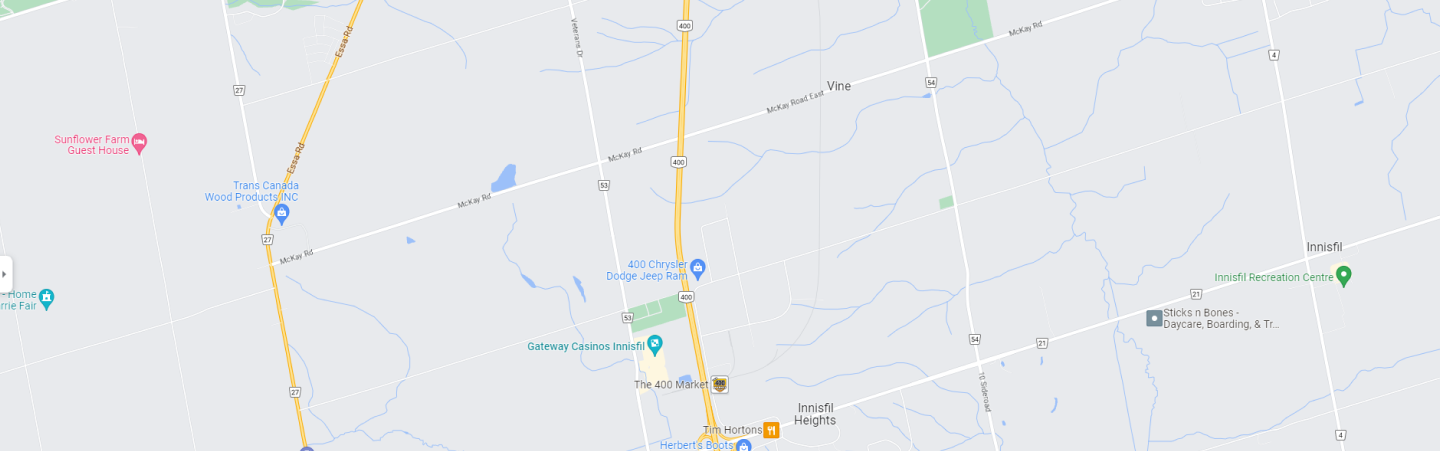 400
Veterans Dr
Essa Rd
McKay Rd
4
27
54
Vine
McKay Road East
Sunflower Farm
Guest House
Essa Rd
McKay Rd
400
Trans Canada
Wood Products INC
53
McKay Rd
27
McKay Rd
Innisfil
400 Chrysler
Dodge Jeep Ram
Innisfil Recreation Centre
- Home
rrie Fair
400
21
53
Sticks n Bones -
Daycare, Boarding, & Tr...
54
21
Gateway Casinos Innisfil
The 400 Market
400
27
10 Sideroad
Innisfil
Heights
Tim Hortons
4
Herbert's Boots